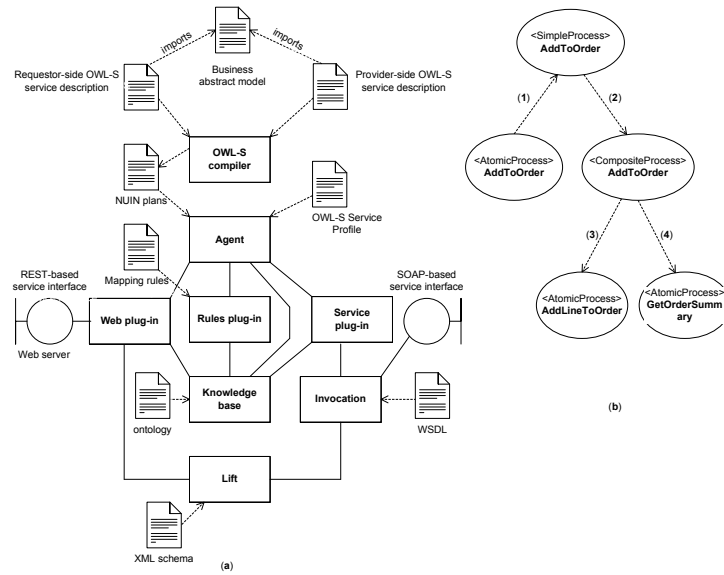 imports
imports
Requestor-side OWL-S
service description
Business
abstract model
Provider-side OWL-S
service description
OWL-S
compiler
NUIN plans
OWL-S Service
Profile
Agent
REST-based
service interface
Mapping rules
SOAP-based
service interface
Web plug-in
Rules plug-in
Service
plug-in
Web server
Knowledge
base
Invocation
ontology
WSDL
Lift
XML schema
(a)
<SimpleProcess>
AddToOrder
(1)
(2)
<AtomicProcess>
AddToOrder
<CompositeProcess>
AddToOrder
(3)
(4)
<AtomicProcess>
AddLineToOrder
<AtomicProcess>
GetOrderSumm
ary
(b)